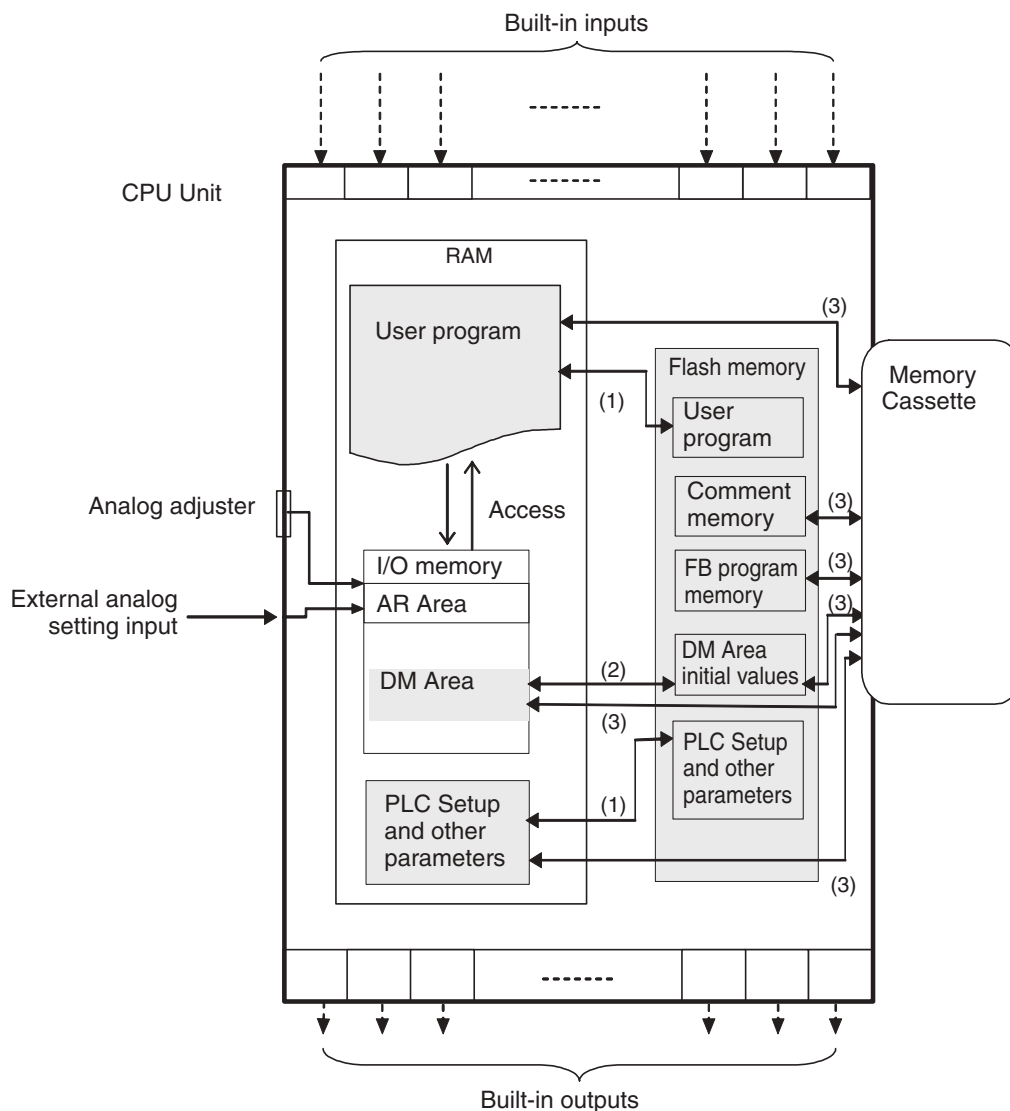 Built-in inputs
CPU Unit
RAM
User program
(3)
Flash memory
Memory
Cassette
(1)
User
program
Analog adjuster
Access
Comment
memory
(3)
I/O memory
FB program
memory
(3)
External analog
setting input
AR Area
(3)
DM Area
(2)
DM Area
initial values
(3)
PLC Setup
and other
parameters
PLC Setup
and other
parameters
(1)
(3)
Built-in outputs